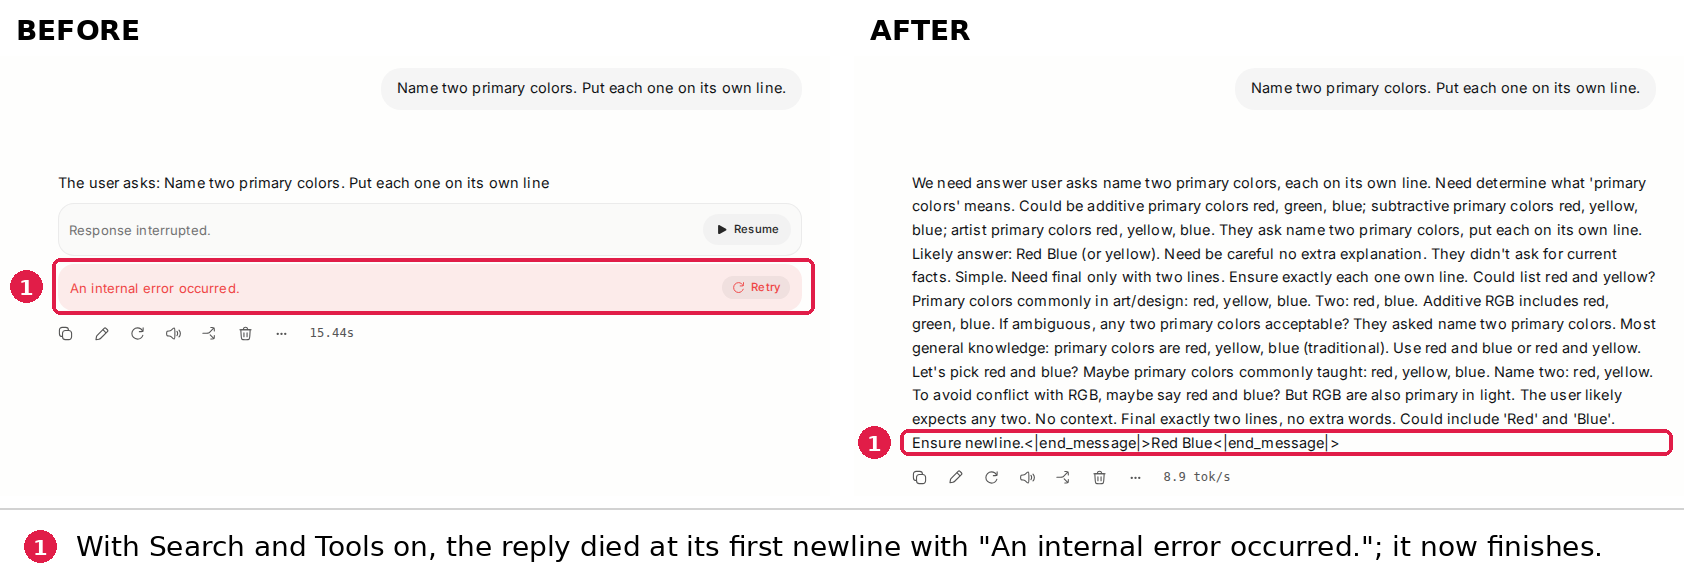 BEFORE
Name two primary colors. Put each one on its own line.
The user asks: Name two primary colors. Put each one on its own line
Response interrupted.
Resume
1
An internal error occurred.
Retry
15.44s
AFTER
Name two primary colors. Put each one on its own line.
We need answer user asks name two primary colors, each on its own line. Need determine what 'primary
colors' means. Could be additive primary colors red, green, blue; subtractive primary colors red, yellow,
blue; artist primary colors red, yellow, blue. They ask name two primary colors, put each on its own line.
Likely answer: Red Blue (or yellow). Need be careful no extra explanation. They didn't ask for current
facts. Simple. Need final only with two lines. Ensure exactly each one own line. Could list red and yellow?
Primary colors commonly in art/design: red, yellow, blue. Two: red, blue. Additive RGB includes red,
green, blue. If ambiguous, any two primary colors acceptable? They asked name two primary colors. Most
general knowledge: primary colors are red, yellow, blue (traditional). Use red and blue or red and yellow.
Let's pick red and blue? Maybe primary colors commonly taught: red, yellow, blue. Name two: red, yellow.
To avoid conflict with RGB, maybe say red and blue? But RGB are also primary in light. The user likely
expects any two. No context. Final exactly two lines, no extra words. Could include 'Red' and 'Blue'.
1
Ensure newline.<|end_message|>Red Blue<|end_message|>
8.9 tok/s
1
With Search and Tools on, the reply died at its first newline with "An internal error occurred."; it now finishes.